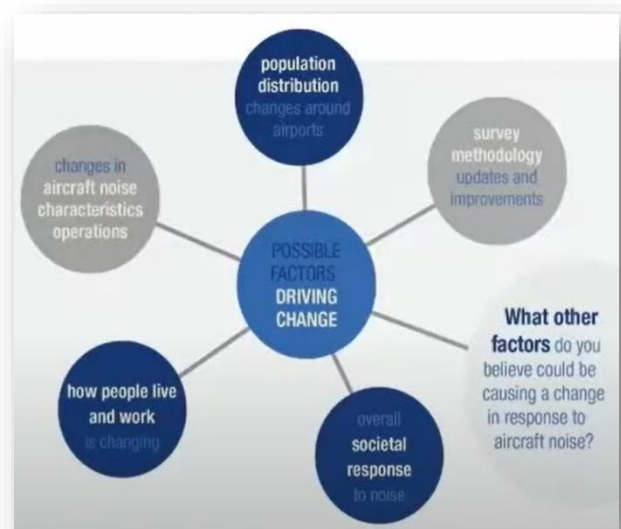 population
distribution
changes around
airports
survey
methodology
updates and
improvements
changes in
aircraft noise
characteristics
operations
POSSIBLE
FACTORS
DRIVING
CHANGE
What other
factors do you
believe could be
causing a change
in response to
aircraft noise?
how people live
and work
is changing
overall
societal
response
to noise